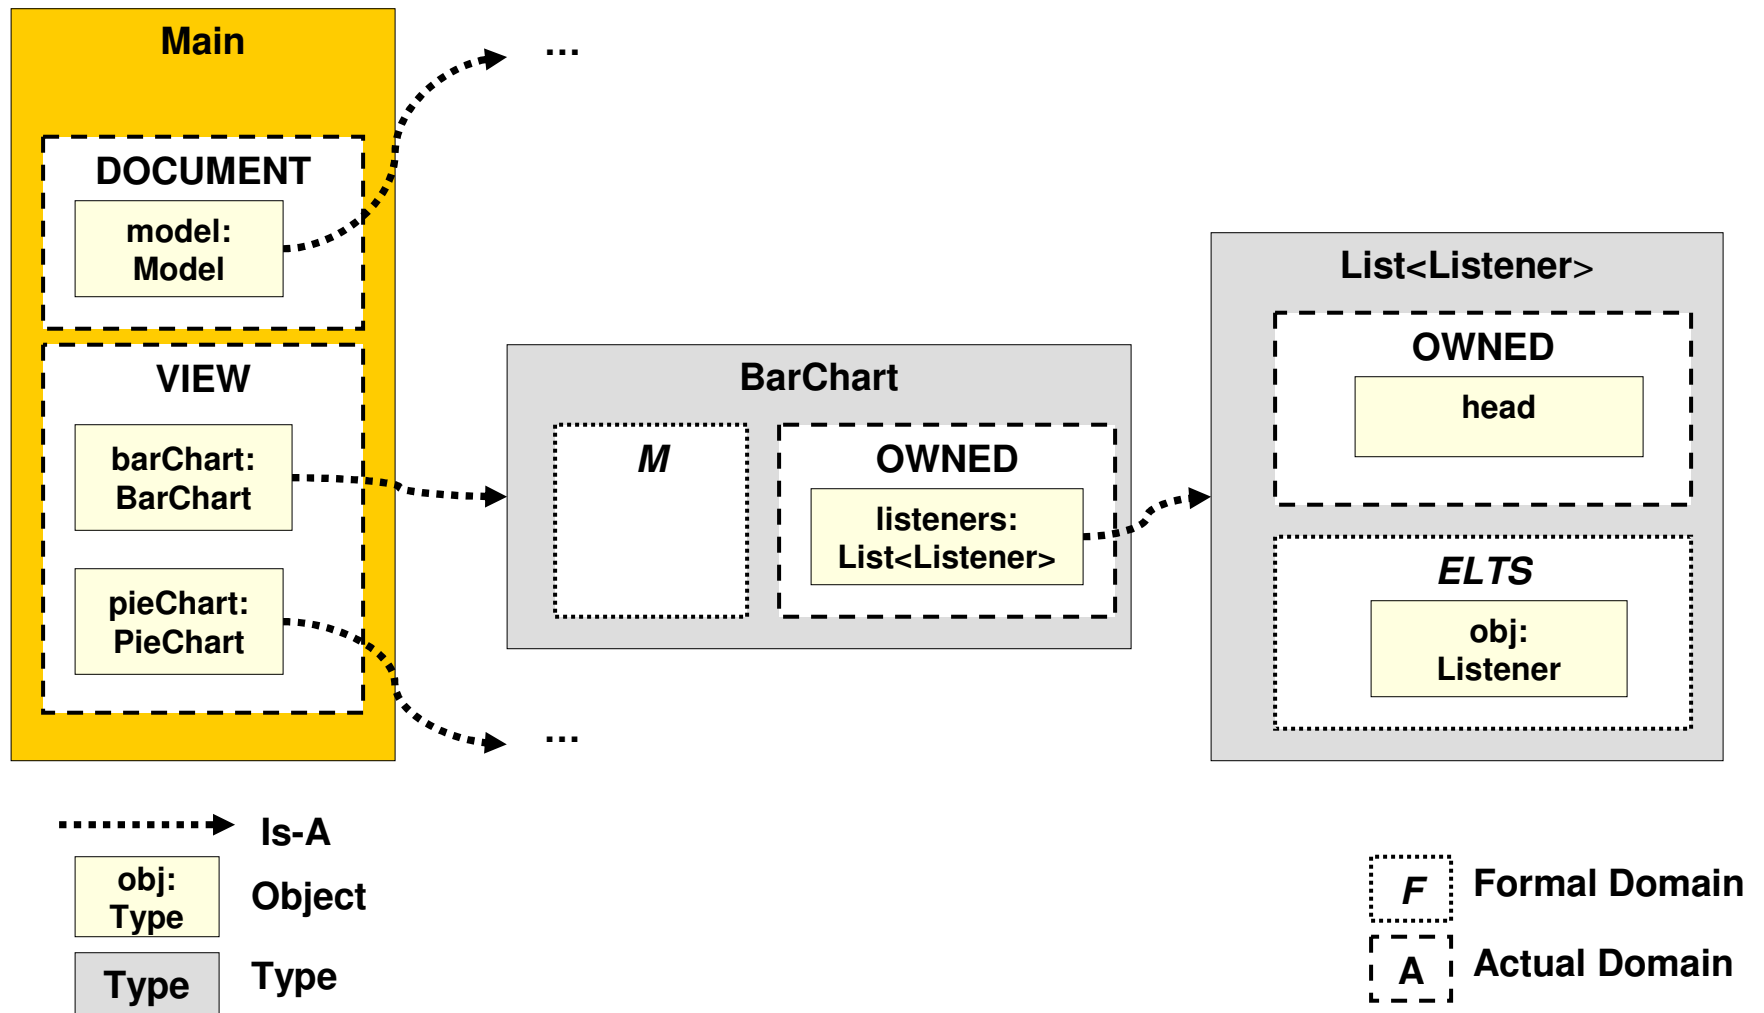 Main
...
DOCUMENT
model:
Model
VIEW
barChart:
BarChart
pieChart:
PieChart
...
BarChart
M
OWNED
listeners:
List<Listener>
List<Listener>
OWNED
head
ELTS
obj:
Listener
Is-A
obj:
Type
Object
Type
Type
F
Formal Domain
A
Actual Domain